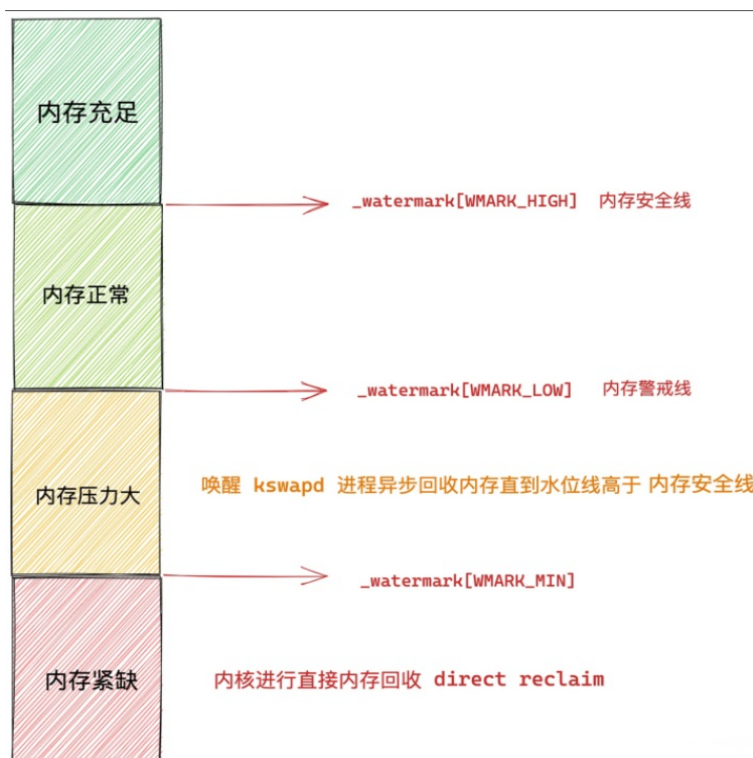 内存充足
_watermark[WMARK_HIGH] 内存安全线
内存正常
_watermark[WMARK_LOW] 内存警戒线
唤醒 kswapd 进程异步回收内存直到水位线高于 内存安全线
内存压力大
_watermark[WMARK_MIN]
内存紧缺
内核进行直接内存回收 direct reclaim